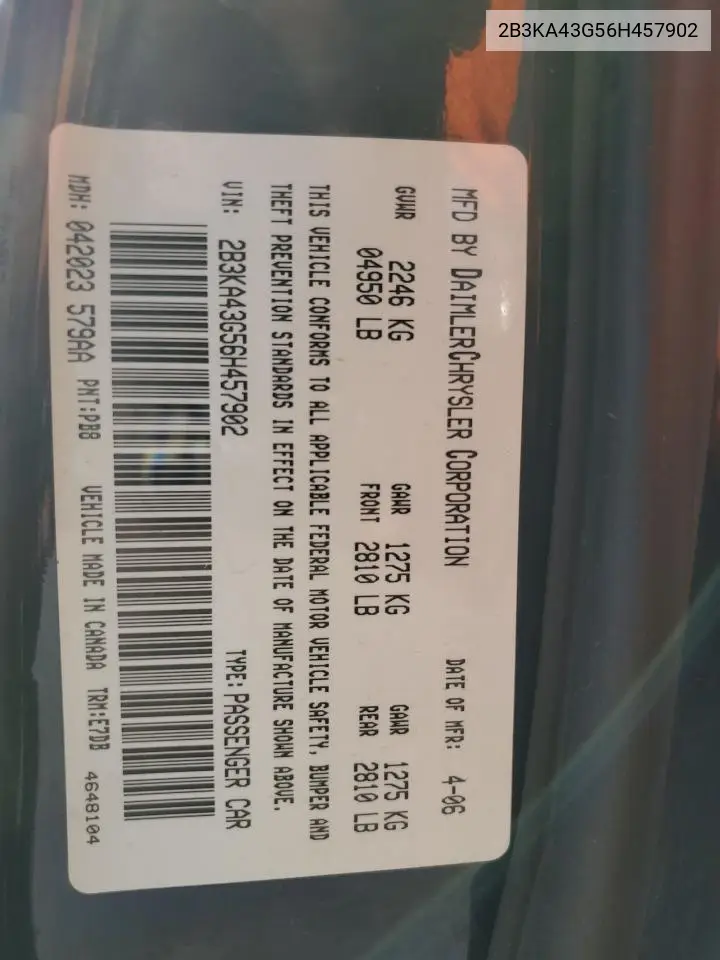 2B3KA43G56H457902
MFD BY DAIMLERCHRYSLER CORPORATION DATE OF MFR: 4-06
GVWR 2246 KG GAWR 1275 KG GAWR 1275 KG
04950 LB FRONT 2810 LB REAR 2810 LB
THIS VEHICLE CONFORMS TO ALL APPLICABLE FEDERAL MOTOR VEHICLE SAFETY, BUMPER AND
THEFT PREVENTION STANDARDS IN EFFECT ON THE DATE OF MANUFACTURE SHOWN ABOVE.
VIN: 2B3KA43G56H457902 TYPE: PASSENGER CAR
MDH: 042023 579AA PNT:PB8 VEHICLE MADE IN CANADA TRM:E7DB 4648104